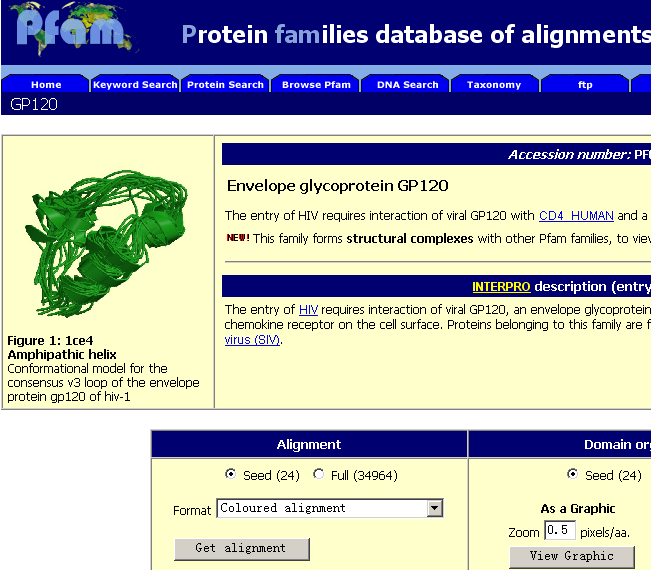 Pfam
Protein families database of alignments
Home Keyword Search Protein Search Browse Pfam DNA Search Taxonomy ftp
GP120
Accession number:
Envelope glycoprotein GP120
The entry of HIV requires interaction of viral GP120 with CD4_HUMAN and a
NEW! This family forms structural complexes with other Pfam families, to
INTERPRO description (entry
The entry of HIV requires interaction of viral GP120, an envelope glycoprotein
chemokine receptor on the cell surface. Proteins belonging to this family are
virus (SIV).
Figure 1: 1ce4
Amphipathic helix
Conformational model for the
consensus v3 loop of the envelope
protein gp120 of hiv-1
Alignment
Seed (24) Full (34964)
Format Coloured alignment
Get alignment
Domain
Seed (24)
As a Graphic
Zoom 0.5 pixels/aa.
View Graphic